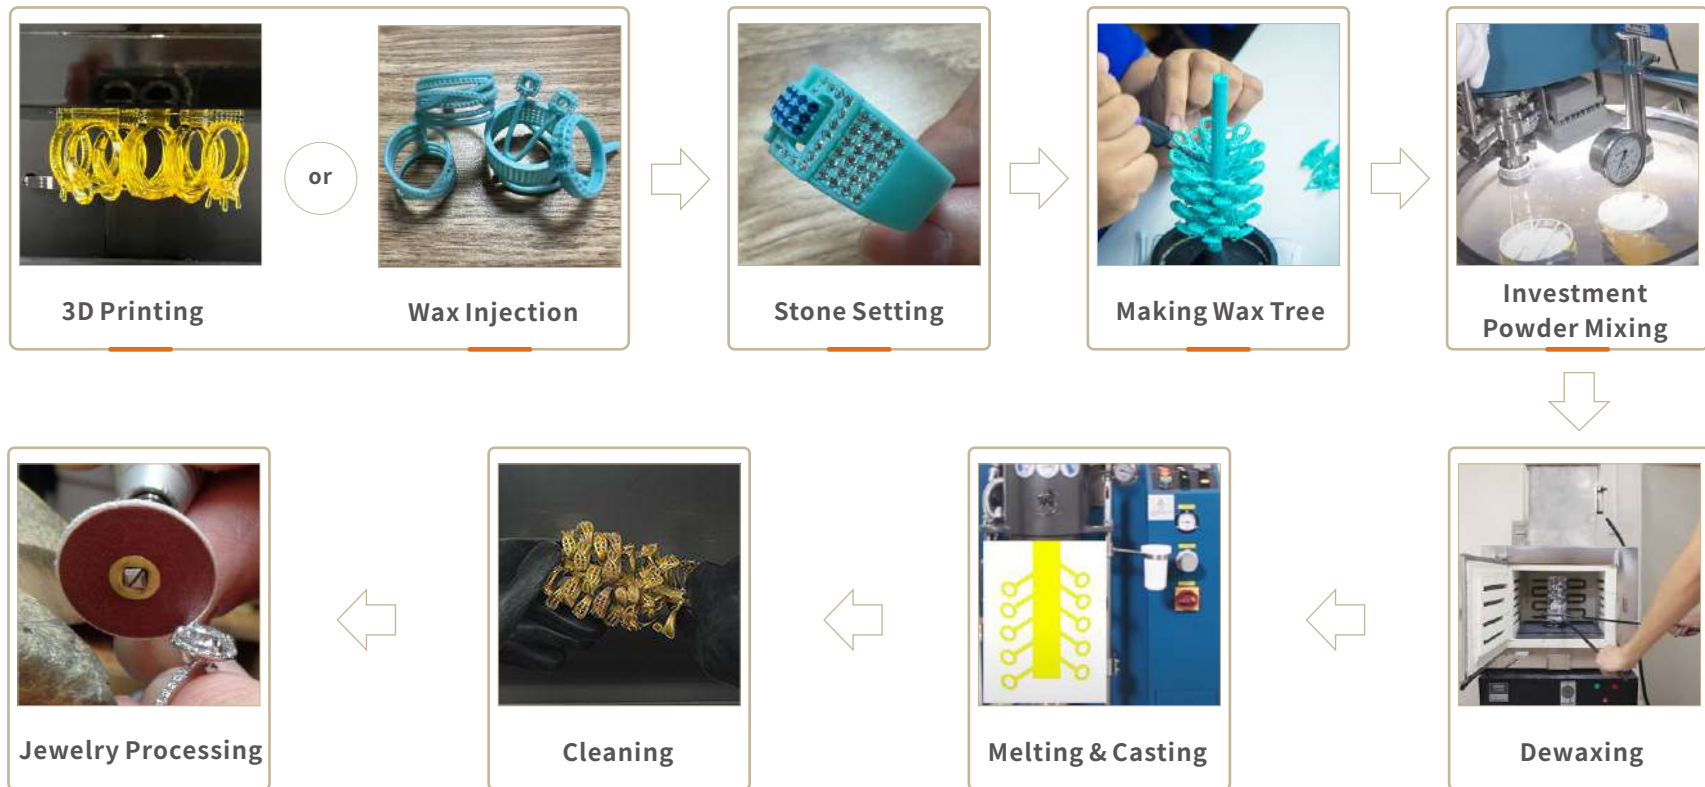 3D Printing
or
Wax Injection
Stone Setting
Making Wax Tree
Investment
Powder Mixing
Jewelry Processing
Cleaning
Melting & Casting
Dewaxing